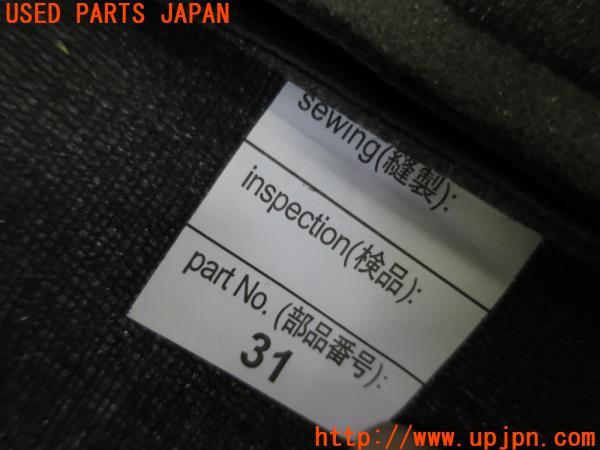 USED PARTS JAPAN
sewing(縫製):
inspection(検品):
part No. (部品番号):
31
http://www.upjpn.com